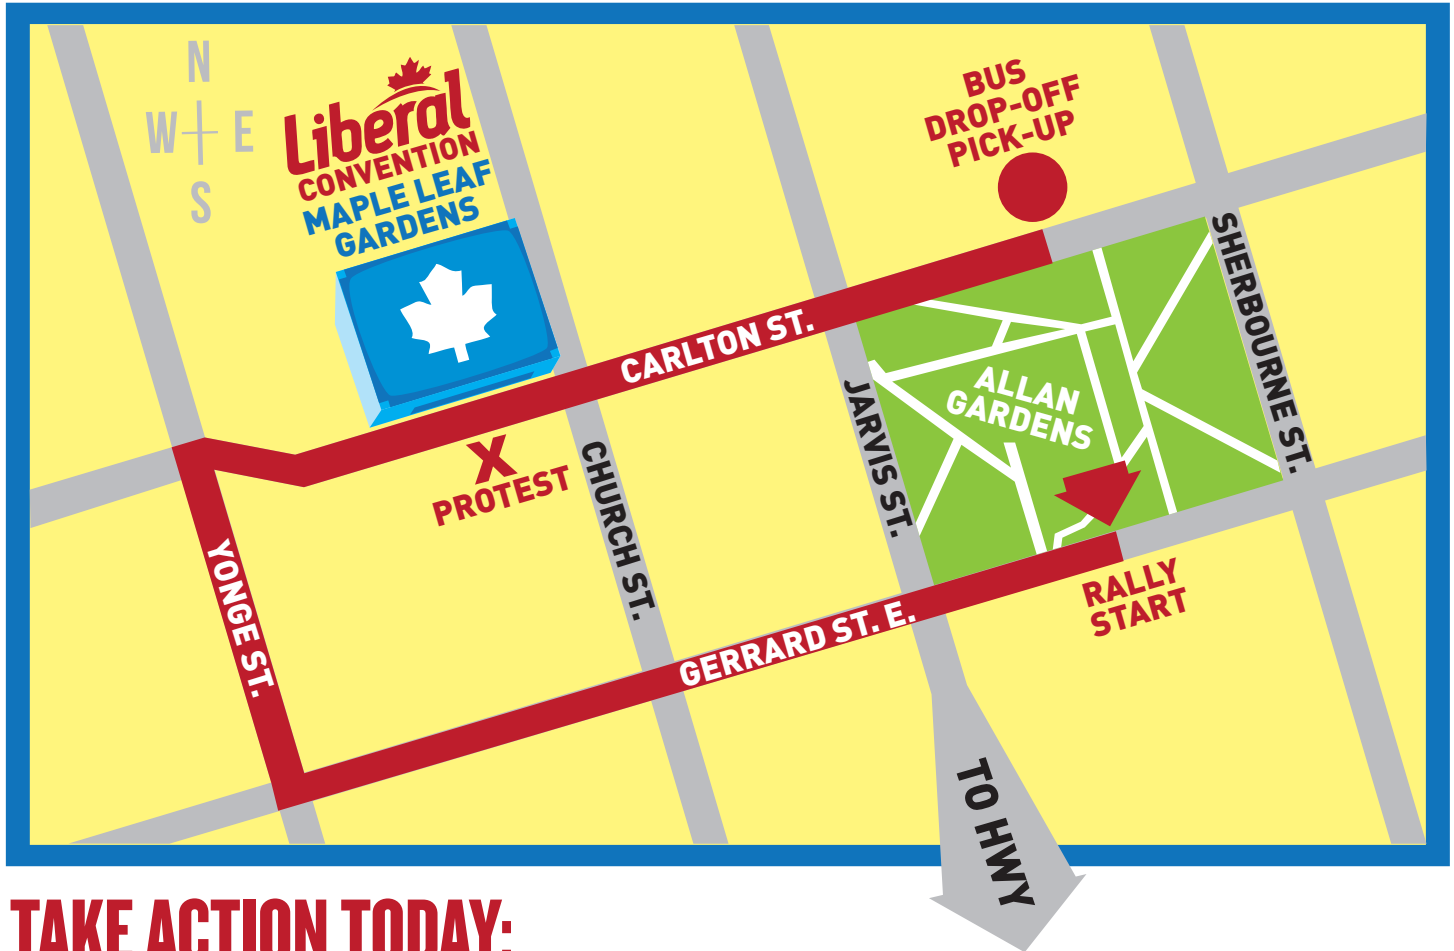 N
W E
S
Liberal
CONVENTION
MAPLE LEAF
GARDENS
BUS
DROP-OFF
PICK-UP
SHERBOURNE ST.
CARLTON ST.
ALLAN
GARDENS
JARVIS ST.
X
PROTEST
CHURCH ST.
YONGE ST.
RALLY
START
GERRARD ST. E.
TO HWY
TAKE ACTION TODAY: